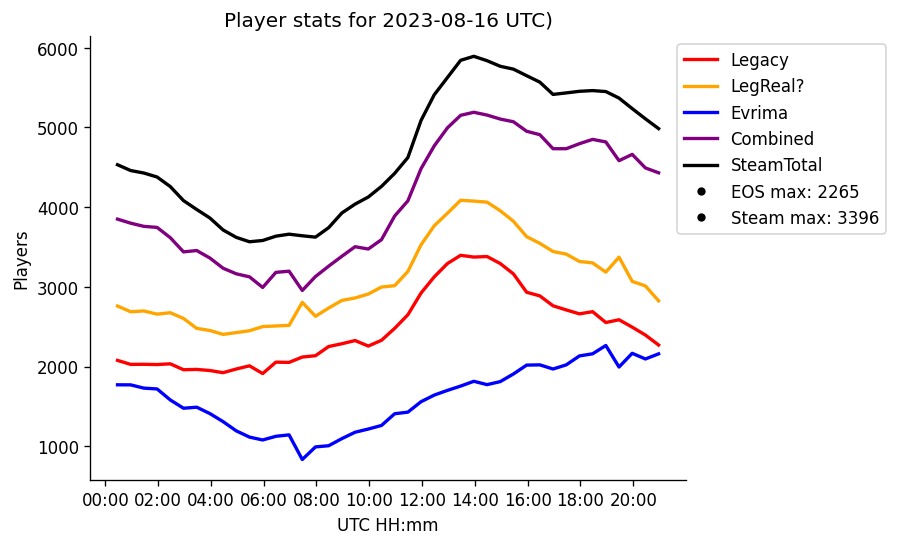 Player stats for 2023-08-16 UTC)
6000
5000
4000
3000
2000
1000
Players
00:00 02:00 04:00 06:00 08:00 10:00 12:00 14:00 16:00 18:00 20:00
UTC HH:mm
Legacy
LegReal?
Evrima
Combined
SteamTotal
EOS max: 2265
Steam max: 3396